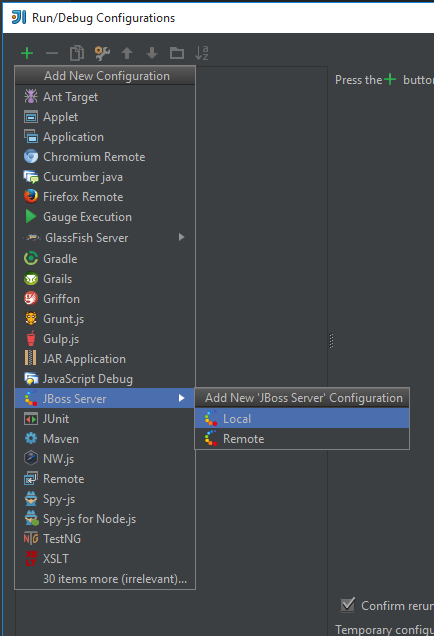 Run/Debug Configurations
Add New Configuration
Press the + butto
Ant Target
Applet
Application
Chromium Remote
Cucumber java
Firefox Remote
Gauge Execution
GlassFish Server
Gradle
Grails
Griffon
Grunt.js
Gulp.js
JAR Application
JavaScript Debug
JBoss Server
Add New 'JBoss Server' Configuration
Local
Remote
JUnit
Maven
NW.js
Remote
Spy-js
Spy-js for Node.js
TestNG
XSLT
30 items more (irrelevant)...
Confirm rerur
Temporary configu